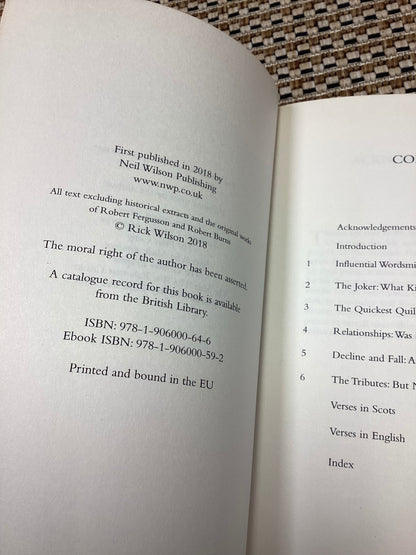 First published in 2018 by
Neil Wilson Publishing
www.nwp.co.uk
All text excluding historical extracts and the original works
of Robert Fergusson and Robert Burns
© Rick Wilson 2018
The moral right of the author has been asserted.
A catalogue record for this book is available
from the British Library.
ISBN: 978-1-906000-64-6
Ebook ISBN: 978-1-906000-59-2
Printed and bound in the EU
CO
Acknowledgements
Introduction
1 Influential Wordsmi
2 The Joker: What Ki
3 The Quickest Quil
4 Relationships: Was
5 Decline and Fall: A
6 The Tributes: But N
Verses in Scots
Verses in English
Index